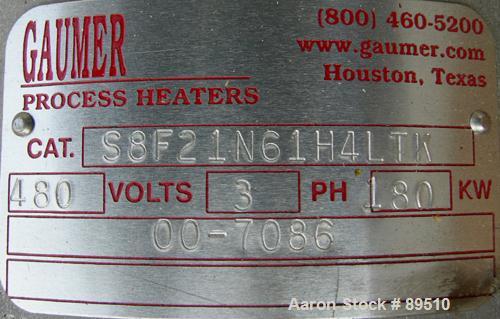 GAUMER
PROCESS HEATERS
(800) 460-5200
www.gaumer.com
Houston, Texas
CAT. S8F21N61H4LTW
480 VOLTS 3 PH 180 KW
00-7086
Aaron Stock # 89510